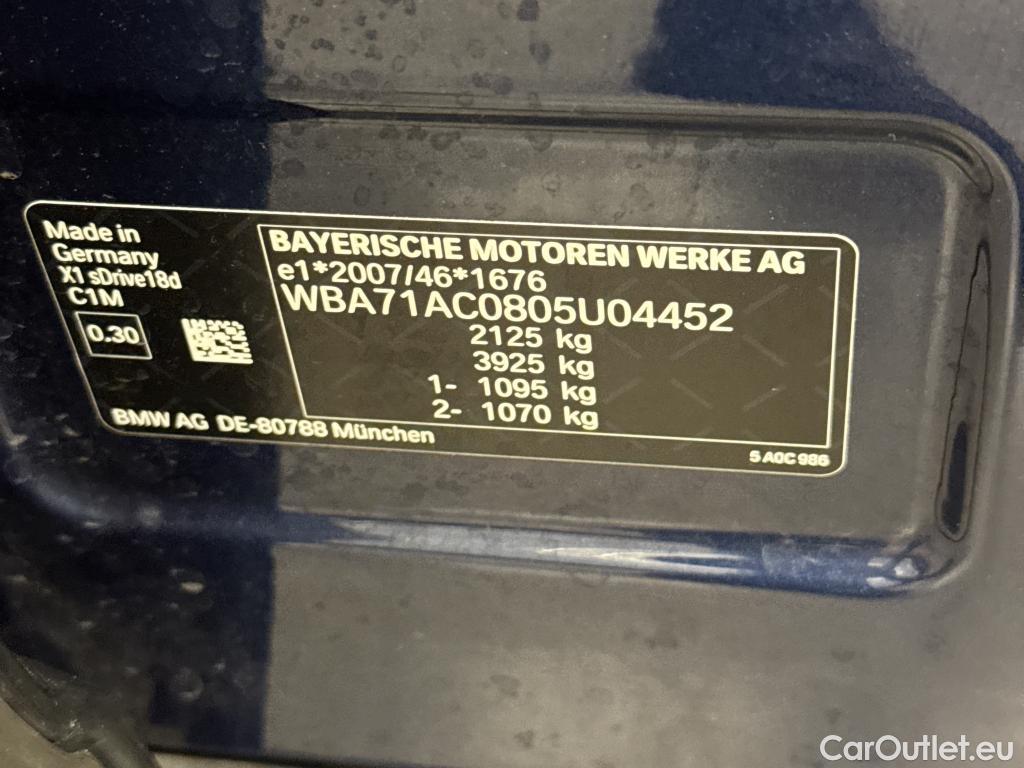 Made in
Germany
X1 sDrive18d
C1M
0.30
BAYERISCHE MOTOREN WERKE AG
e1*2007/46*1676
WBA71AC0805U04452
2125 kg
3925 kg
1- 1095 kg
2- 1070 kg
BMW AG DE-80788 München
5 A0C 986
CarOutlet.eu